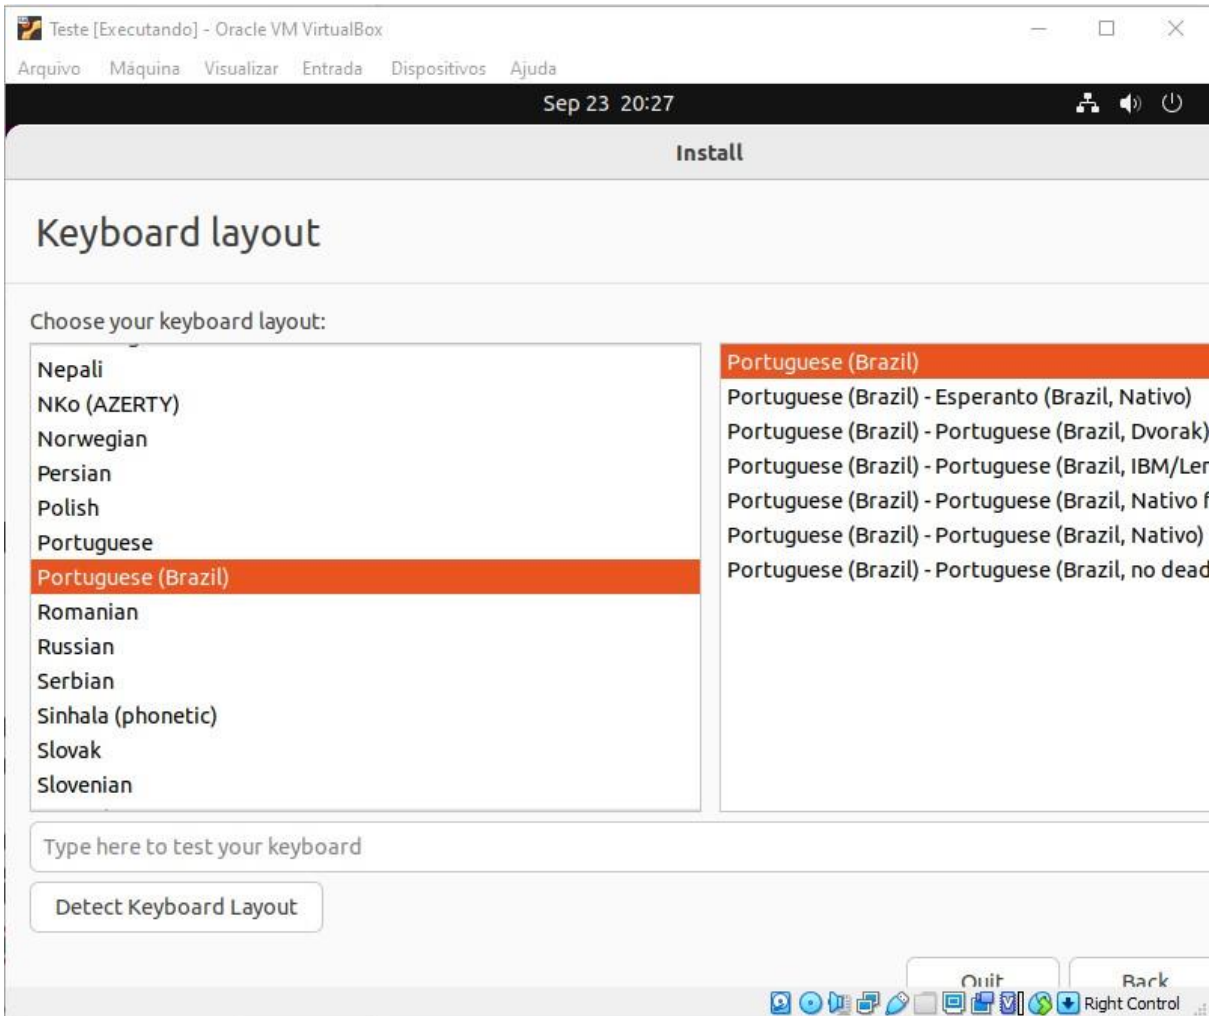 Teste [Executando] - Oracle VM VirtualBox
Arquivo Máquina Visualizar Entrada Dispositivos Ajuda
Sep 23 20:27
Install
Keyboard layout
Choose your keyboard layout:
Nepali
NKo (AZERTY)
Norwegian
Persian
Polish
Portuguese
Portuguese (Brazil)
Romanian
Russian
Serbian
Sinhala (phonetic)
Slovak
Slovenian
Portuguese (Brazil)
Portuguese (Brazil) - Esperanto (Brazil, Nativo)
Portuguese (Brazil) - Portuguese (Brazil, Dvorak)
Portuguese (Brazil) - Portuguese (Brazil, IBM/Ler
Portuguese (Brazil) - Portuguese (Brazil, Nativo f
Portuguese (Brazil) - Portuguese (Brazil, Nativo)
Portuguese (Brazil) - Portuguese (Brazil, no dead
Type here to test your keyboard
Detect Keyboard Layout
Quit Back
Right Control